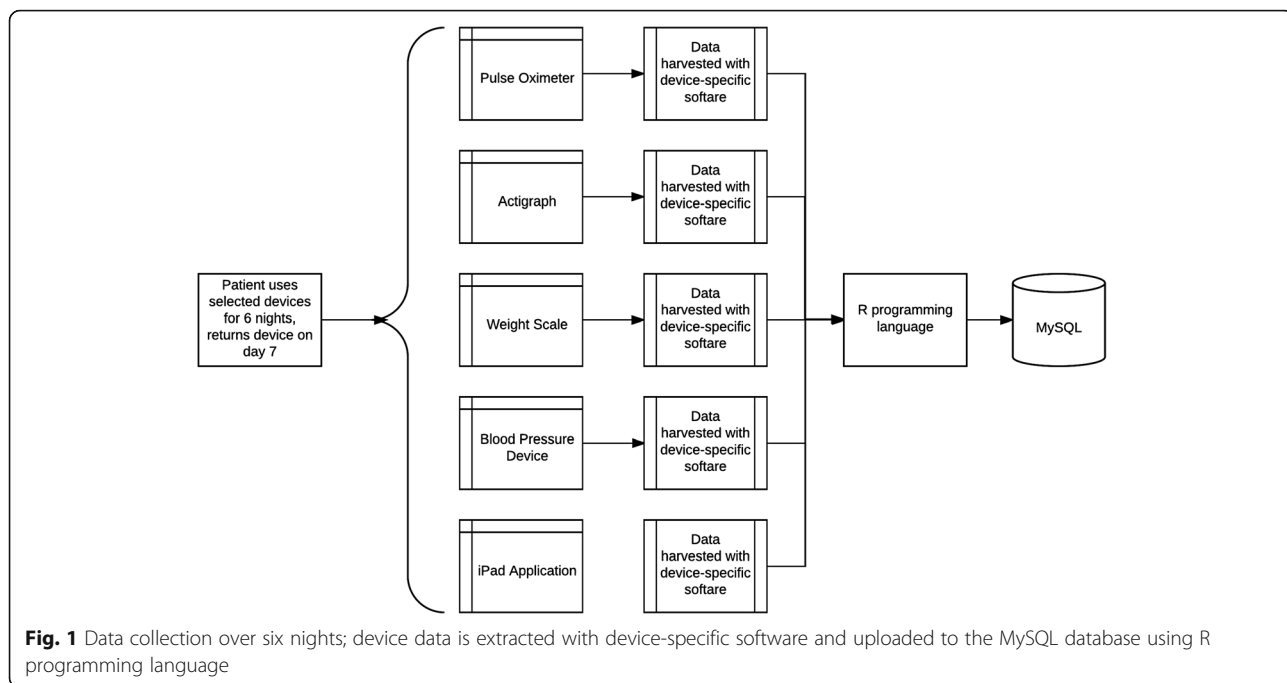 Patient uses
selected devices
for 6 nights,
returns device on
day 7
Pulse Oximeter
Data
harvested with
device-specific
softare
Actigraph
Data
harvested with
device-specific
softare
Weight Scale
Data
harvested with
device-specific
softare
Blood Pressure
Device
Data
harvested with
device-specific
softare
iPad Application
Data
harvested with
device-specific
softare
R programming
language
MySQL
Fig. 1 Data collection over six nights; device data is extracted with device-specific software and uploaded to the MySQL database using R
programming language